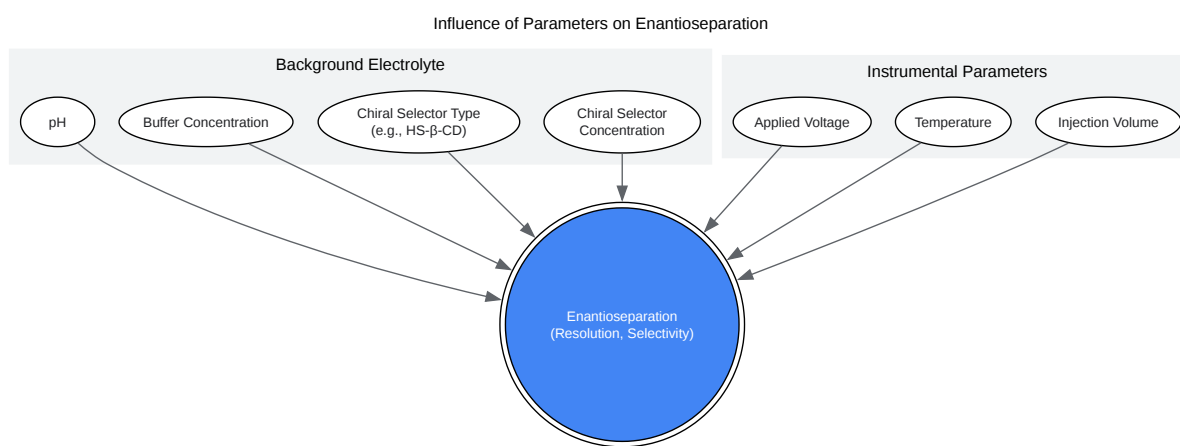 Influence of Parameters on Enantioseparation
Background Electrolyte
Instrumental Parameters
pH
Buffer Concentration
Chiral Selector Type
(e.g., HS-β-CD)
Chiral Selector
Concentration
Applied Voltage
Temperature
Injection Volume
Enantioseparation
(Resolution, Selectivity)